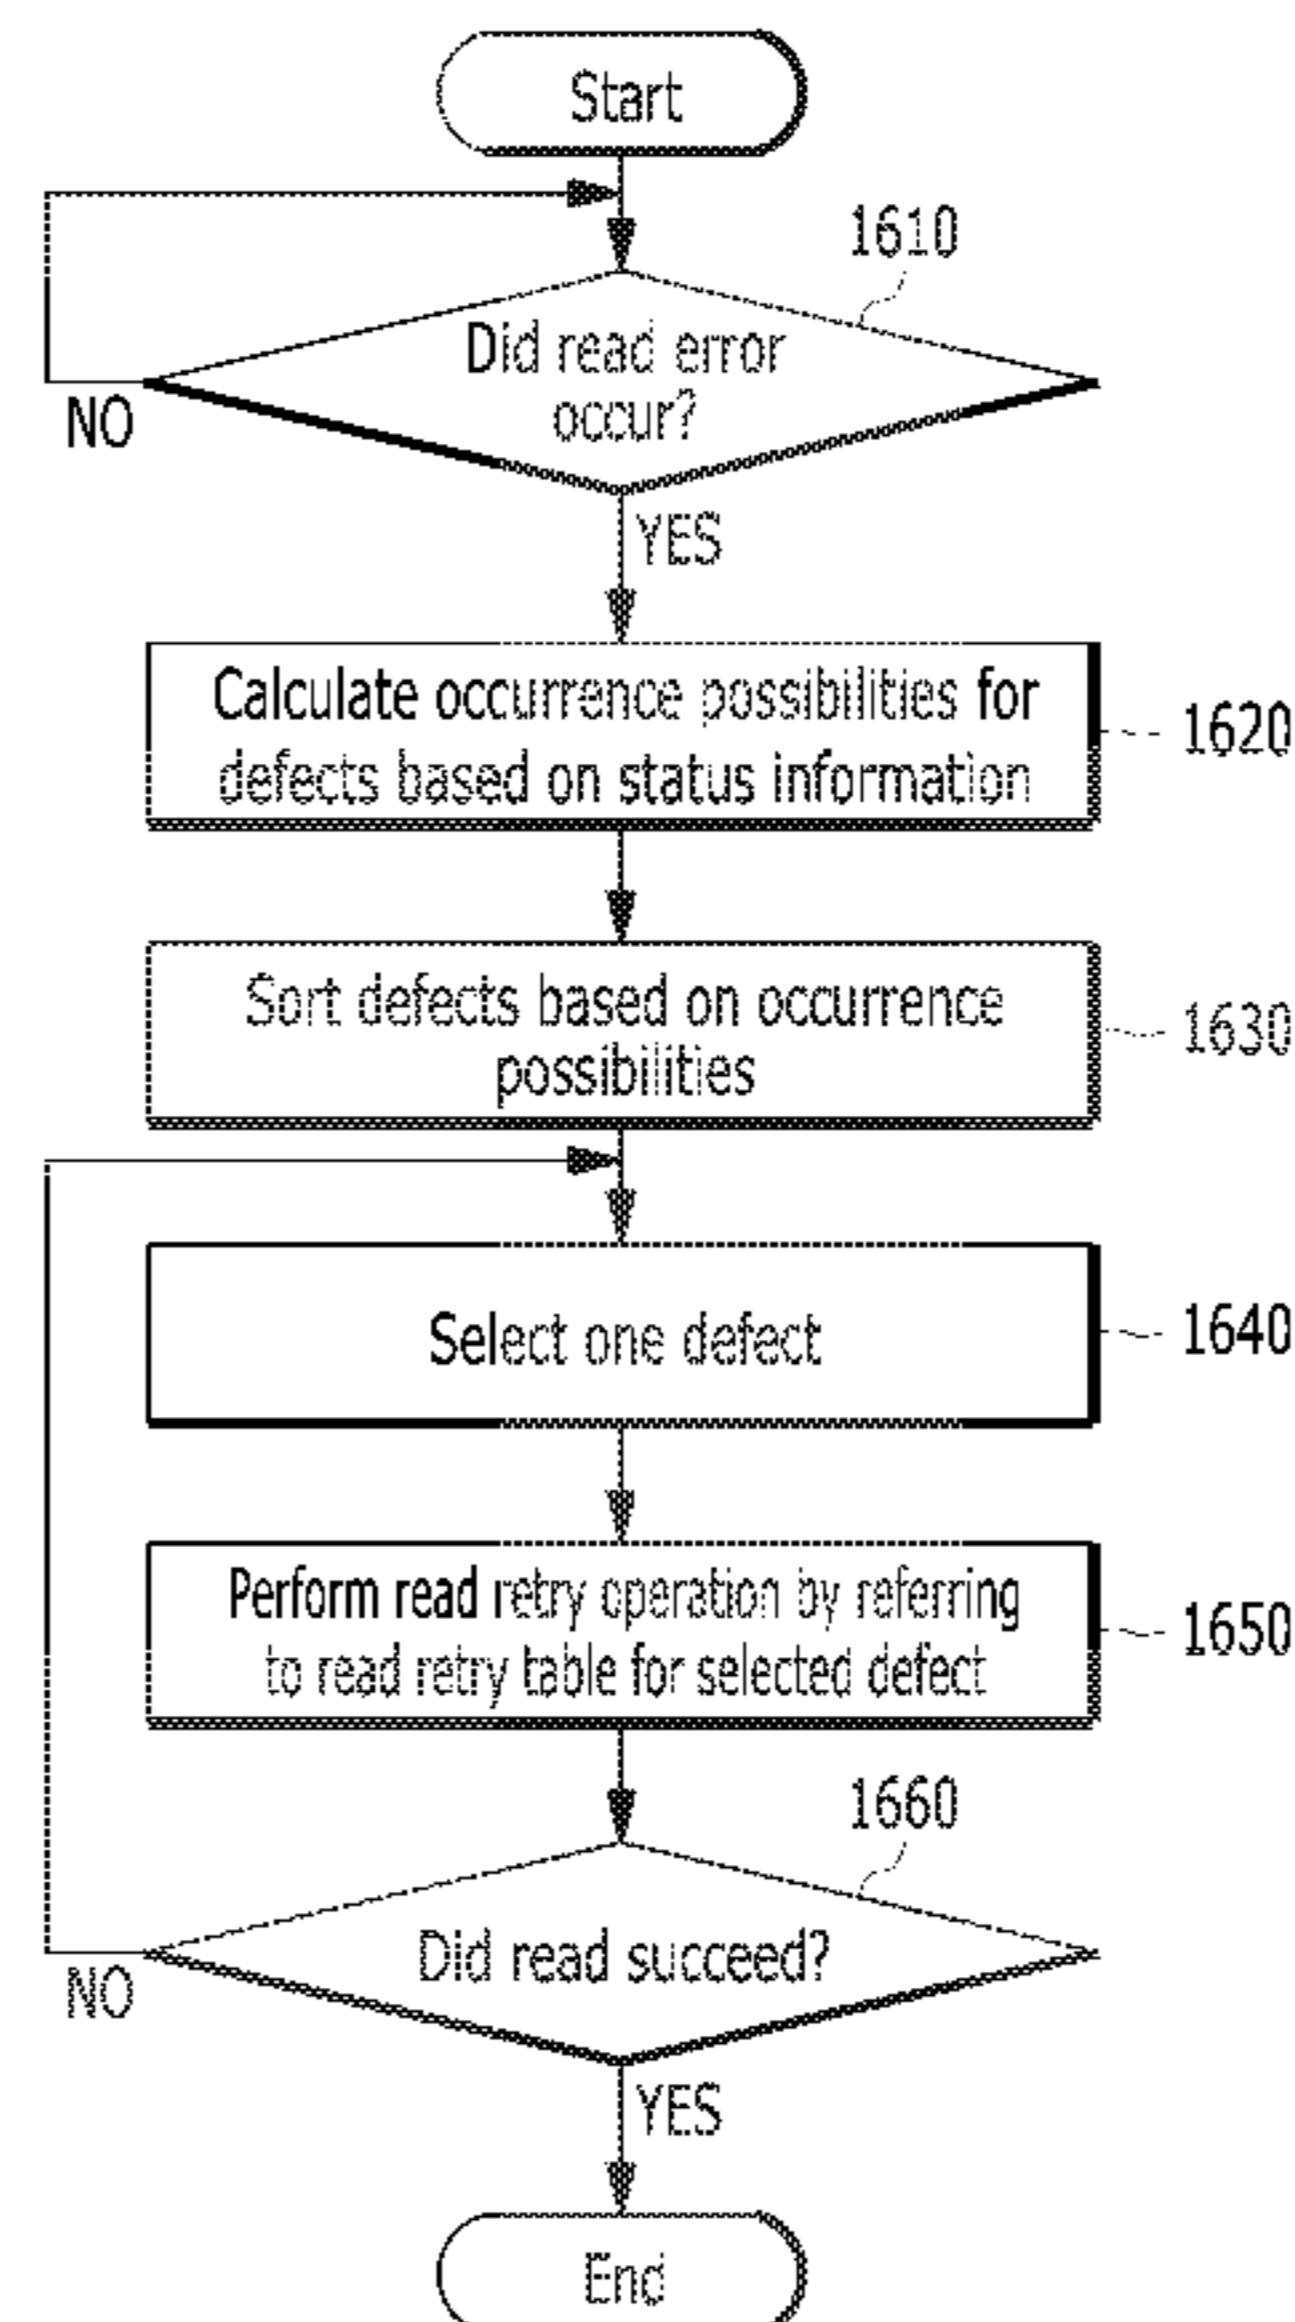 Start
1610
Did read error
occur?
NO
YES
Calculate occurrence possibilities for
defects based on status information
1620
Sort defects based on occurrence
possibilities
1630
Select one defect
1640
Perform read retry operation by referring
to read retry table for selected defect
1650
1660
Did read succeed?
NO
YES
End